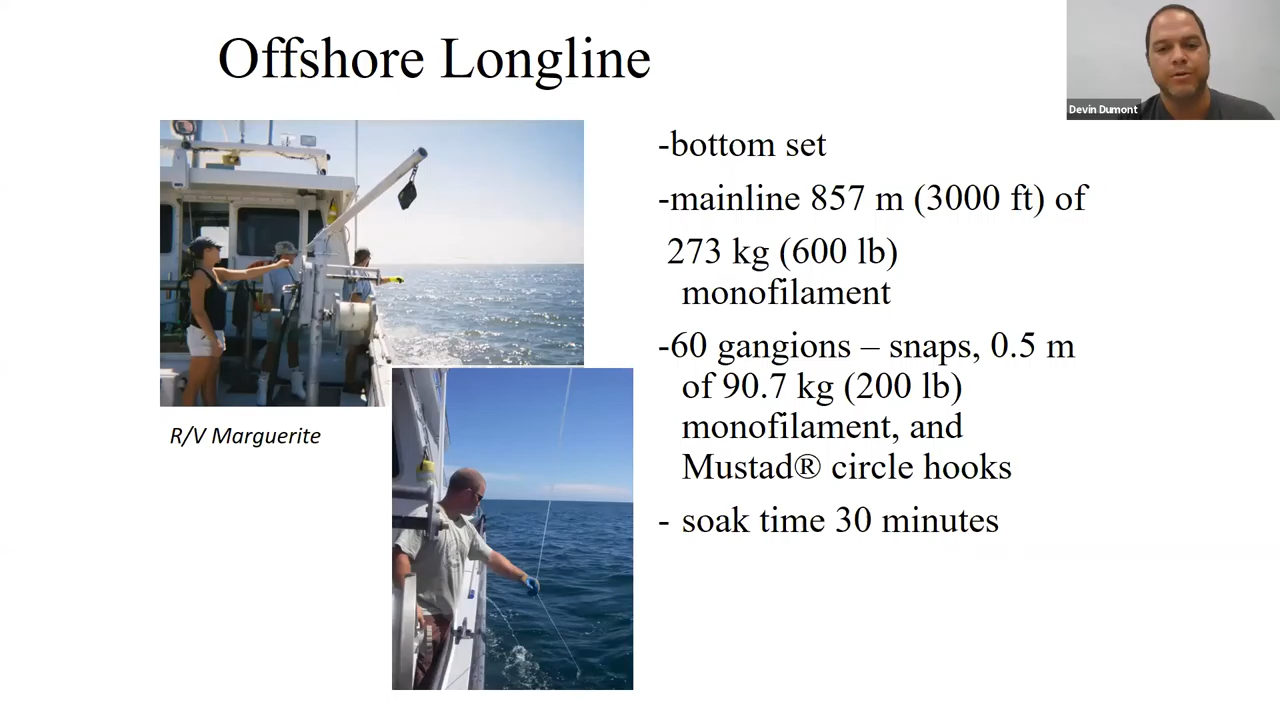 Offshore Longline
Devin Dumont
-bottom set
-mainline 857 m (3000 ft) of
273 kg (600 lb)
monofilament
-60 gangions – snaps, 0.5 m
of 90.7 kg (200 lb)
monofilament, and
Mustad® circle hooks
- soak time 30 minutes
R/V Marguerite